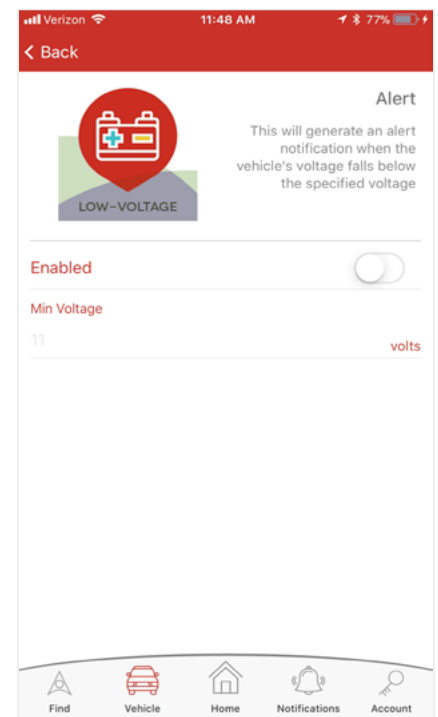 Verizon 11:48 AM 77%
Back
Alert
This will generate an alert
notification when the
vehicle's voltage falls below
the specified voltage
LOW-VOLTAGE
Enabled
Min Voltage
11
volts
Find Vehicle Home Notifications Account